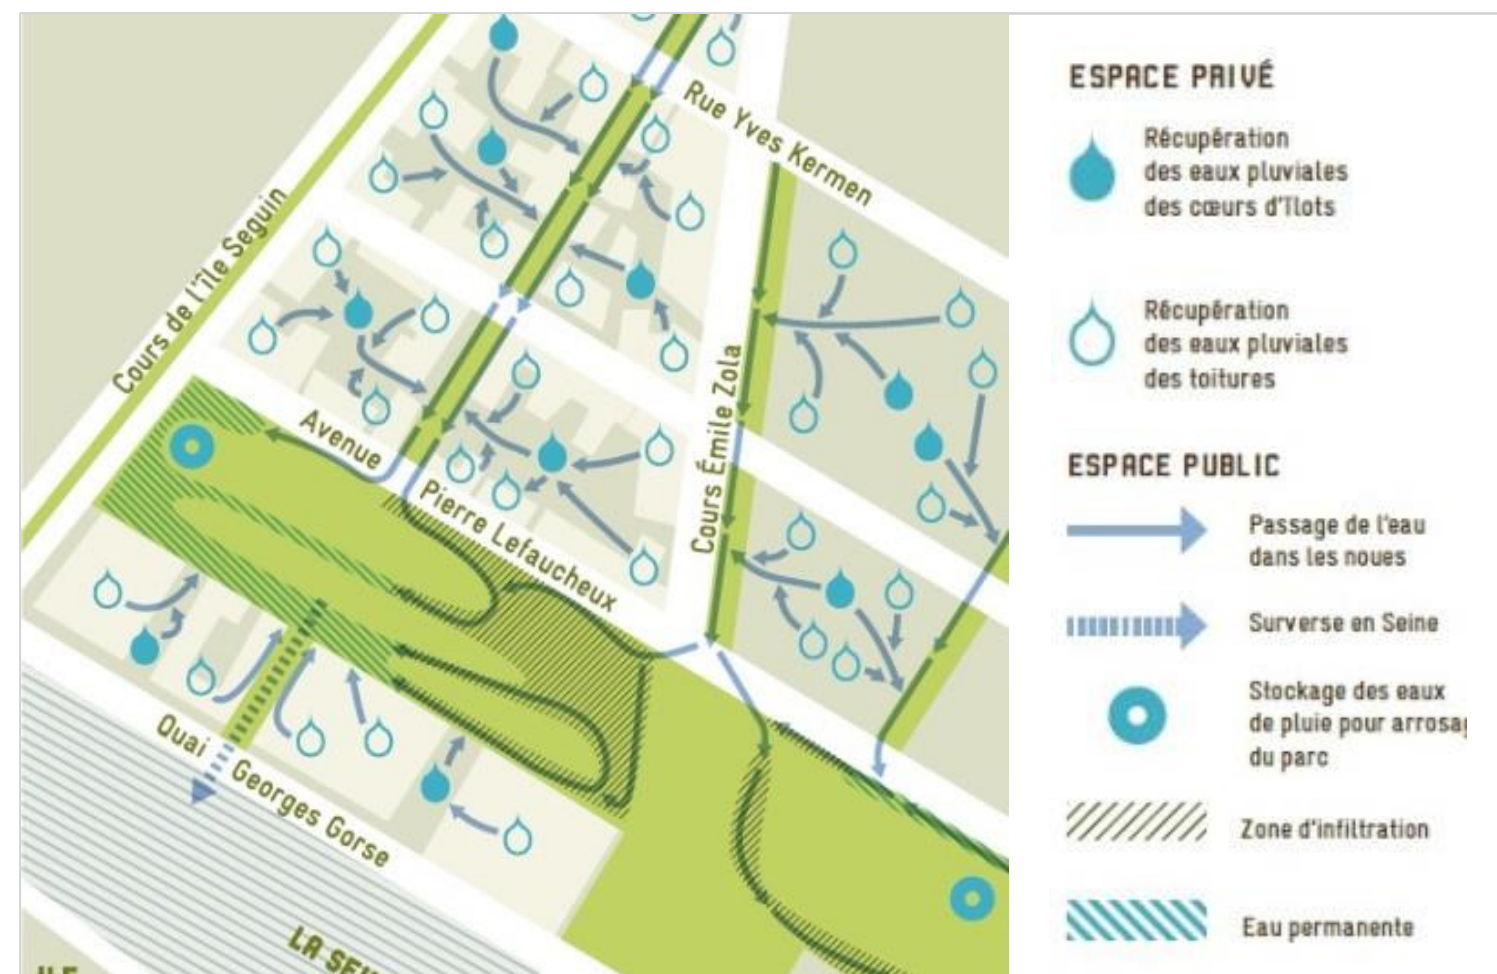 Rue Yves Kermen
Cours de l'île Seguin
Cours Émile Zola
Avenue
Pierre Lefaucheux
Quai
Georges Gorse
LA
ILE
ESPACE PRIVÉ
Récupération
des eaux pluviales
des cœurs d'îlots
Récupération
des eaux pluviales
des toitures
ESPACE PUBLIC
Passage de l'eau
dans les noues
Surverse en Seine
Stockage des eaux
de pluie pour arrosa
du parc
Zone d'infiltration
Eau permanente